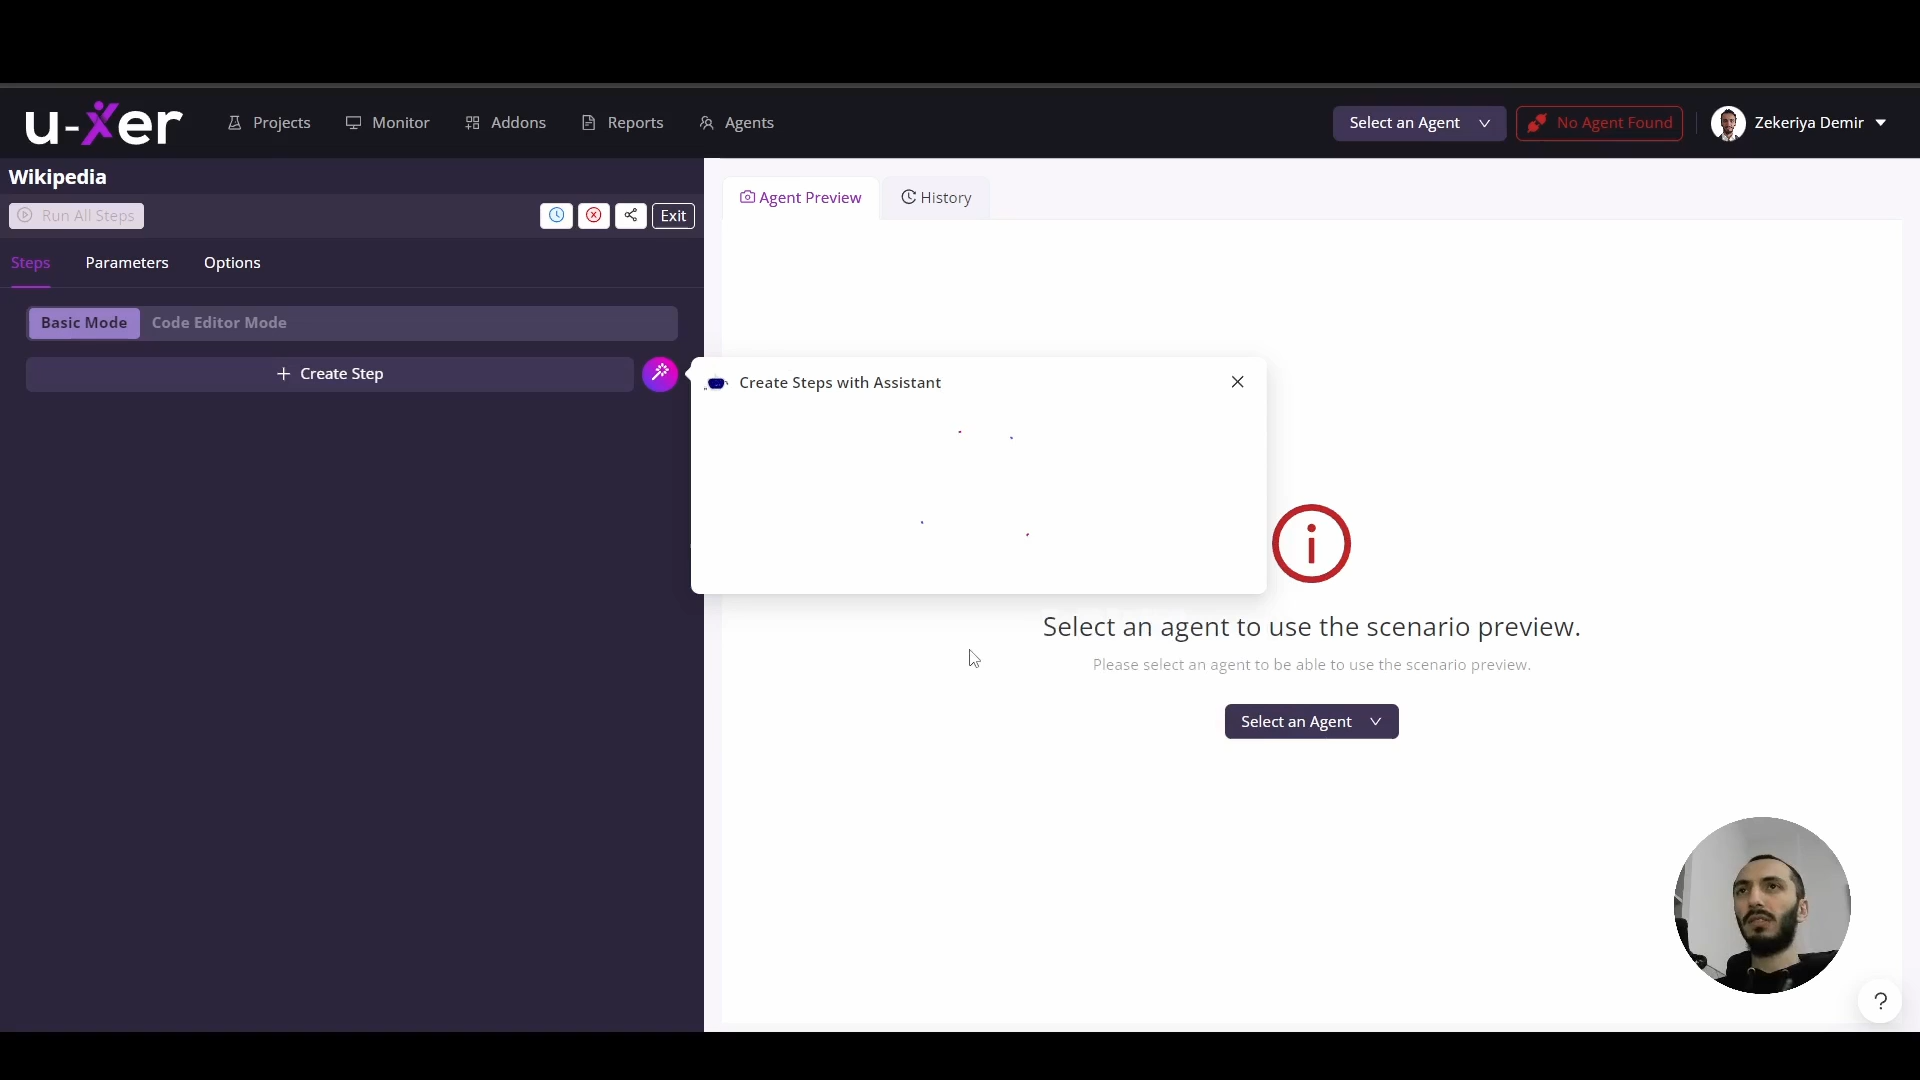 u-xer
Projects
Monitor
Addons
Reports
Agents
Select an Agent
No Agent Found
Zekeriya Demir
Wikipedia
Run All Steps
Exit
Agent Preview
History
Steps
Parameters
Options
Basic Mode
Code Editor Mode
+ Create Step
Create Steps with Assistant
Select an agent to use the scenario preview.
Please select an agent to be able to use the scenario preview.
Select an Agent
?